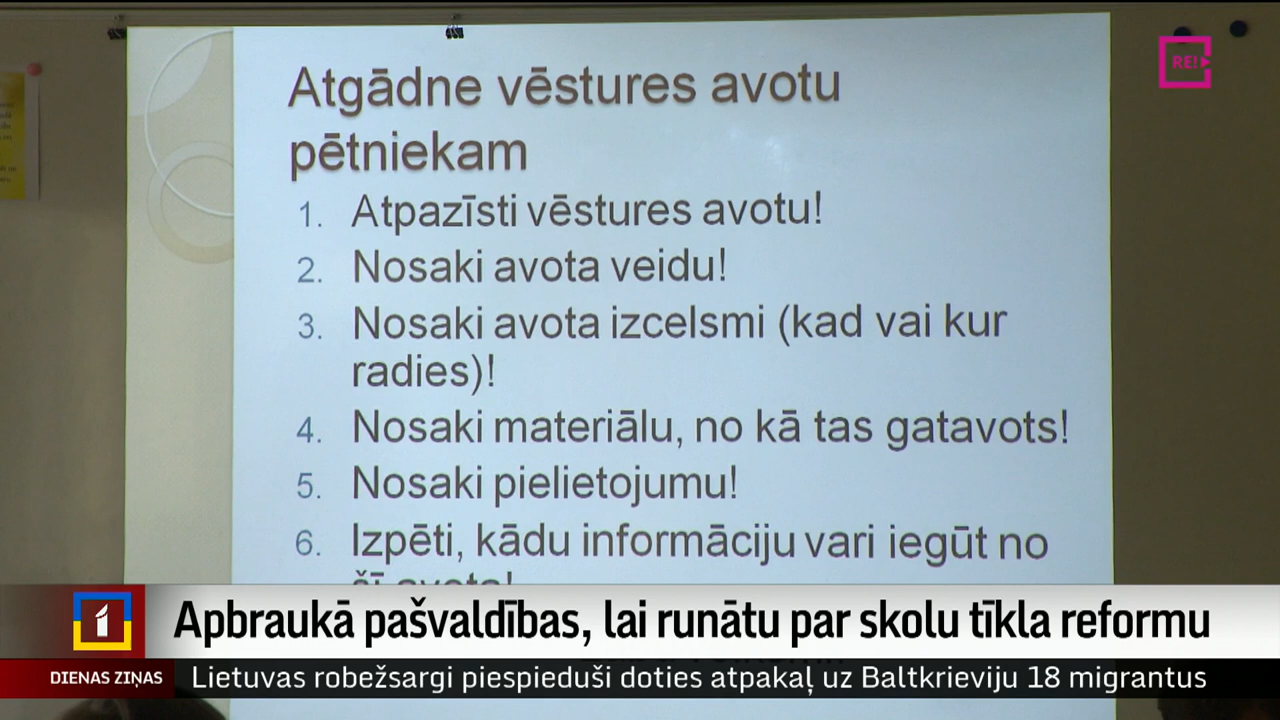 RE!
Atgādne vēstures avotu
pētniekam
1. Atpazīsti vēstures avotu!
2. Nosaki avota veidu!
3. Nosaki avota izcelsmi (kad vai kur
radies)!
4. Nosaki materiālu, no kā tas gatavots!
5. Nosaki pielietojumu!
6. Izpēti, kādu informāciju vari iegūt no
šī avota!
1 Apbraukā pašvaldības, lai runātu par skolu tīkla reformu
DIENAS ZIŅAS Lietuvas robežsargi piespieduši doties atpakaļ uz Baltkrieviju 18 migrantus